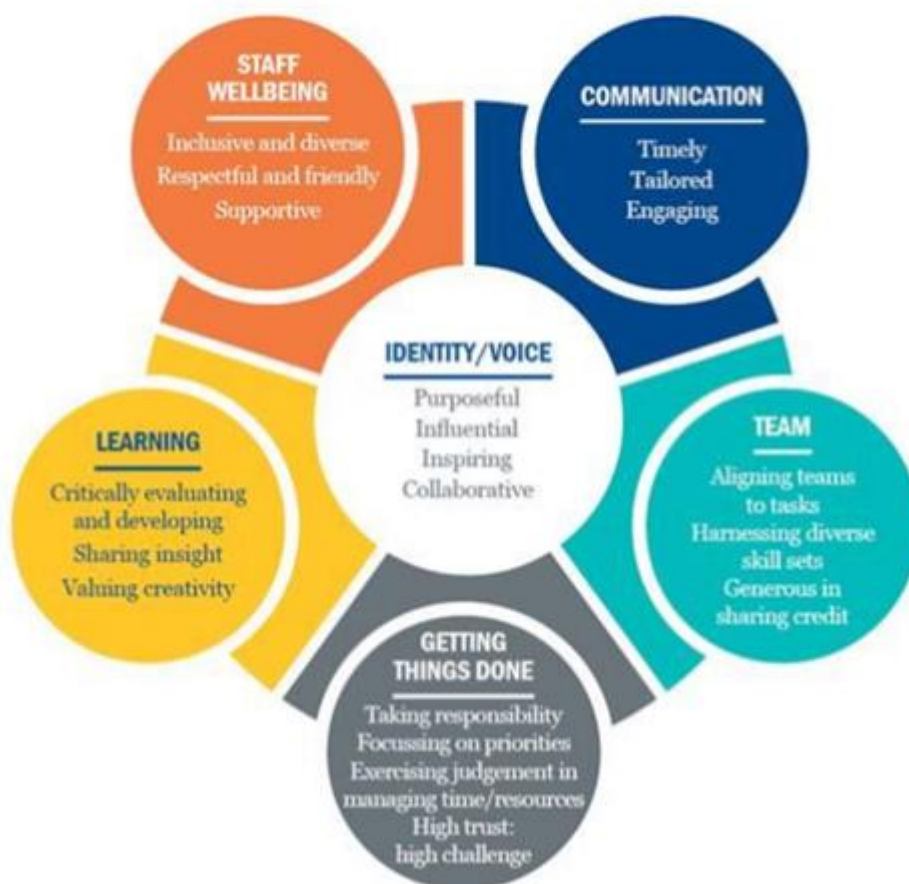 STAFF
WELLBEING
Inclusive and diverse
Respectful and friendly
Supportive
COMMUNICATION
Timely
Tailored
Engaging
IDENTITY/VOICE
Purposeful
Influential
Inspiring
Collaborative
LEARNING
Critically evaluating
and developing
Sharing insight
Valuing creativity
TEAM
Aligning teams
to tasks
Harnessing diverse
skill sets
Generous in
sharing credit
GETTING
THINGS DONE
Taking responsibility
Focussing on priorities
Exercising judgement in
managing time/resources
High trust:
high challenge